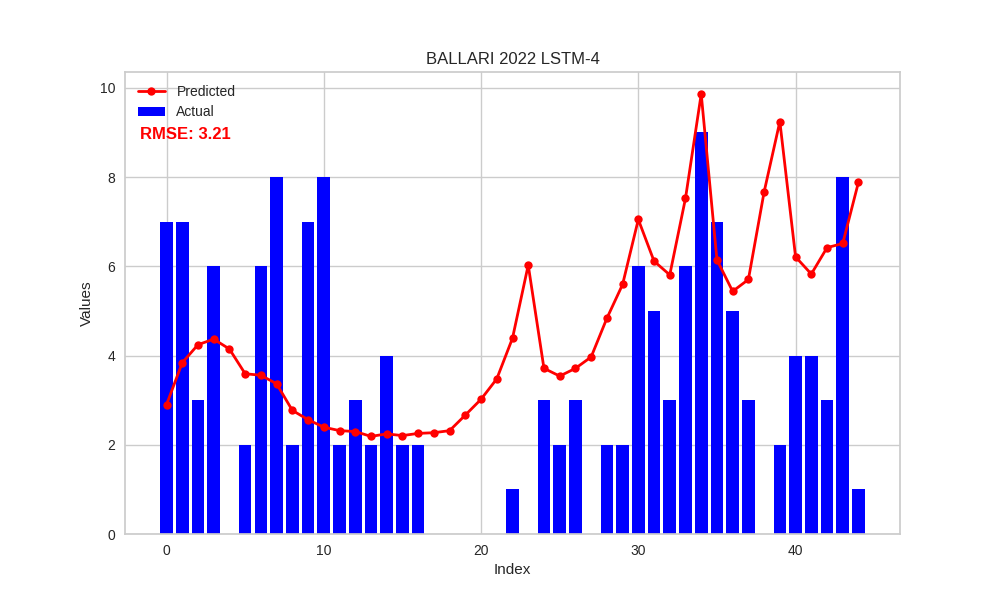 BALLARI 2022 LSTM-4
Predicted
Actual
RMSE: 3.21
Values
10
8
6
4
2
0
0 10 20 30 40
Index